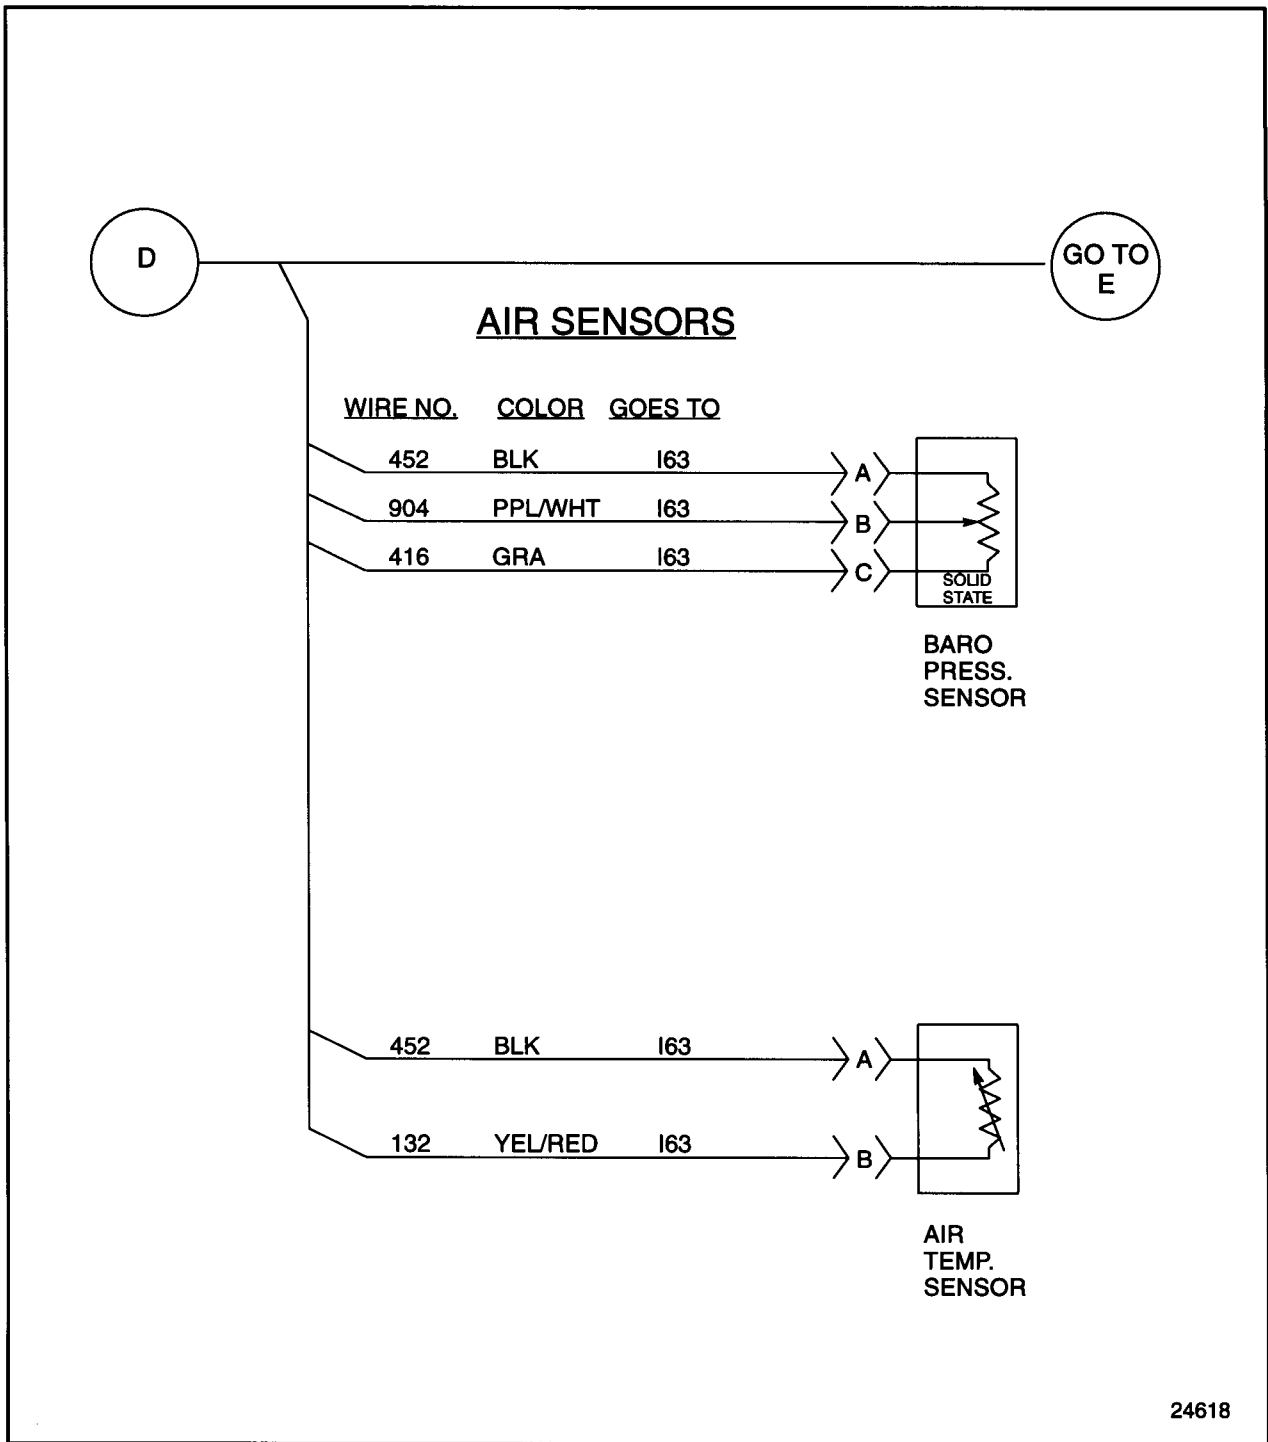 D
GO TO
E
AIR SENSORS
WIRE NO. COLOR GOES TO
452 BLK I63 A
904 PPL/WHT I63 B
416 GRA I63 C
SOLID
STATE
BARO
PRESS.
SENSOR
452 BLK I63 A
132 YEL/RED I63 B
AIR
TEMP.
SENSOR
24618